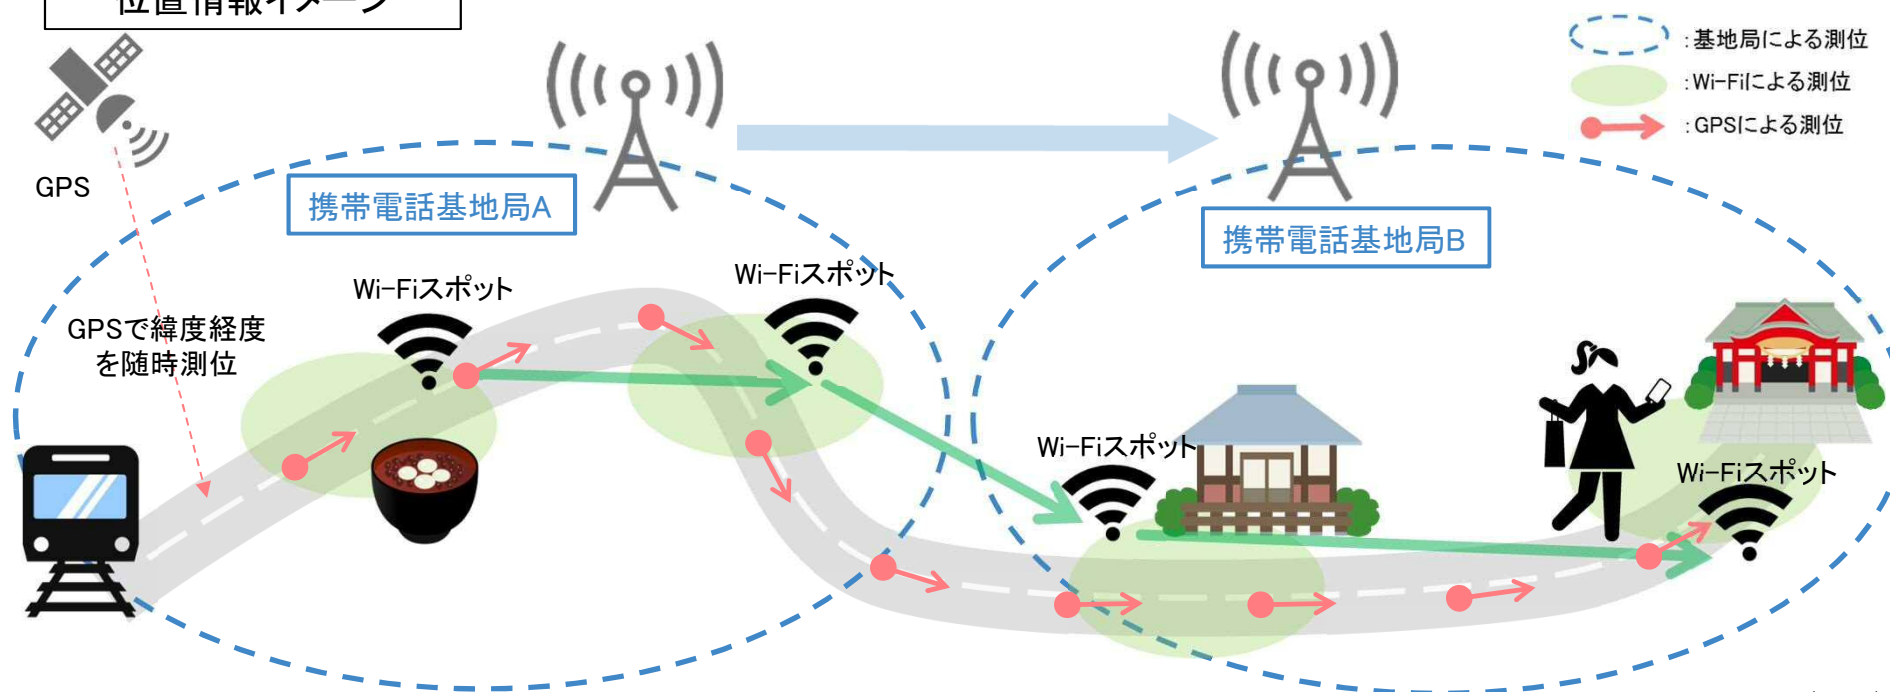 位置情報イメージ
：基地局による測位
：Wi-Fiによる測位
：GPSによる測位
GPS
携帯電話基地局A
携帯電話基地局B
Wi-Fiスポット
Wi-Fiスポット
GPSで緯度経度
を随時測位
Wi-Fiスポット
Wi-Fiスポット